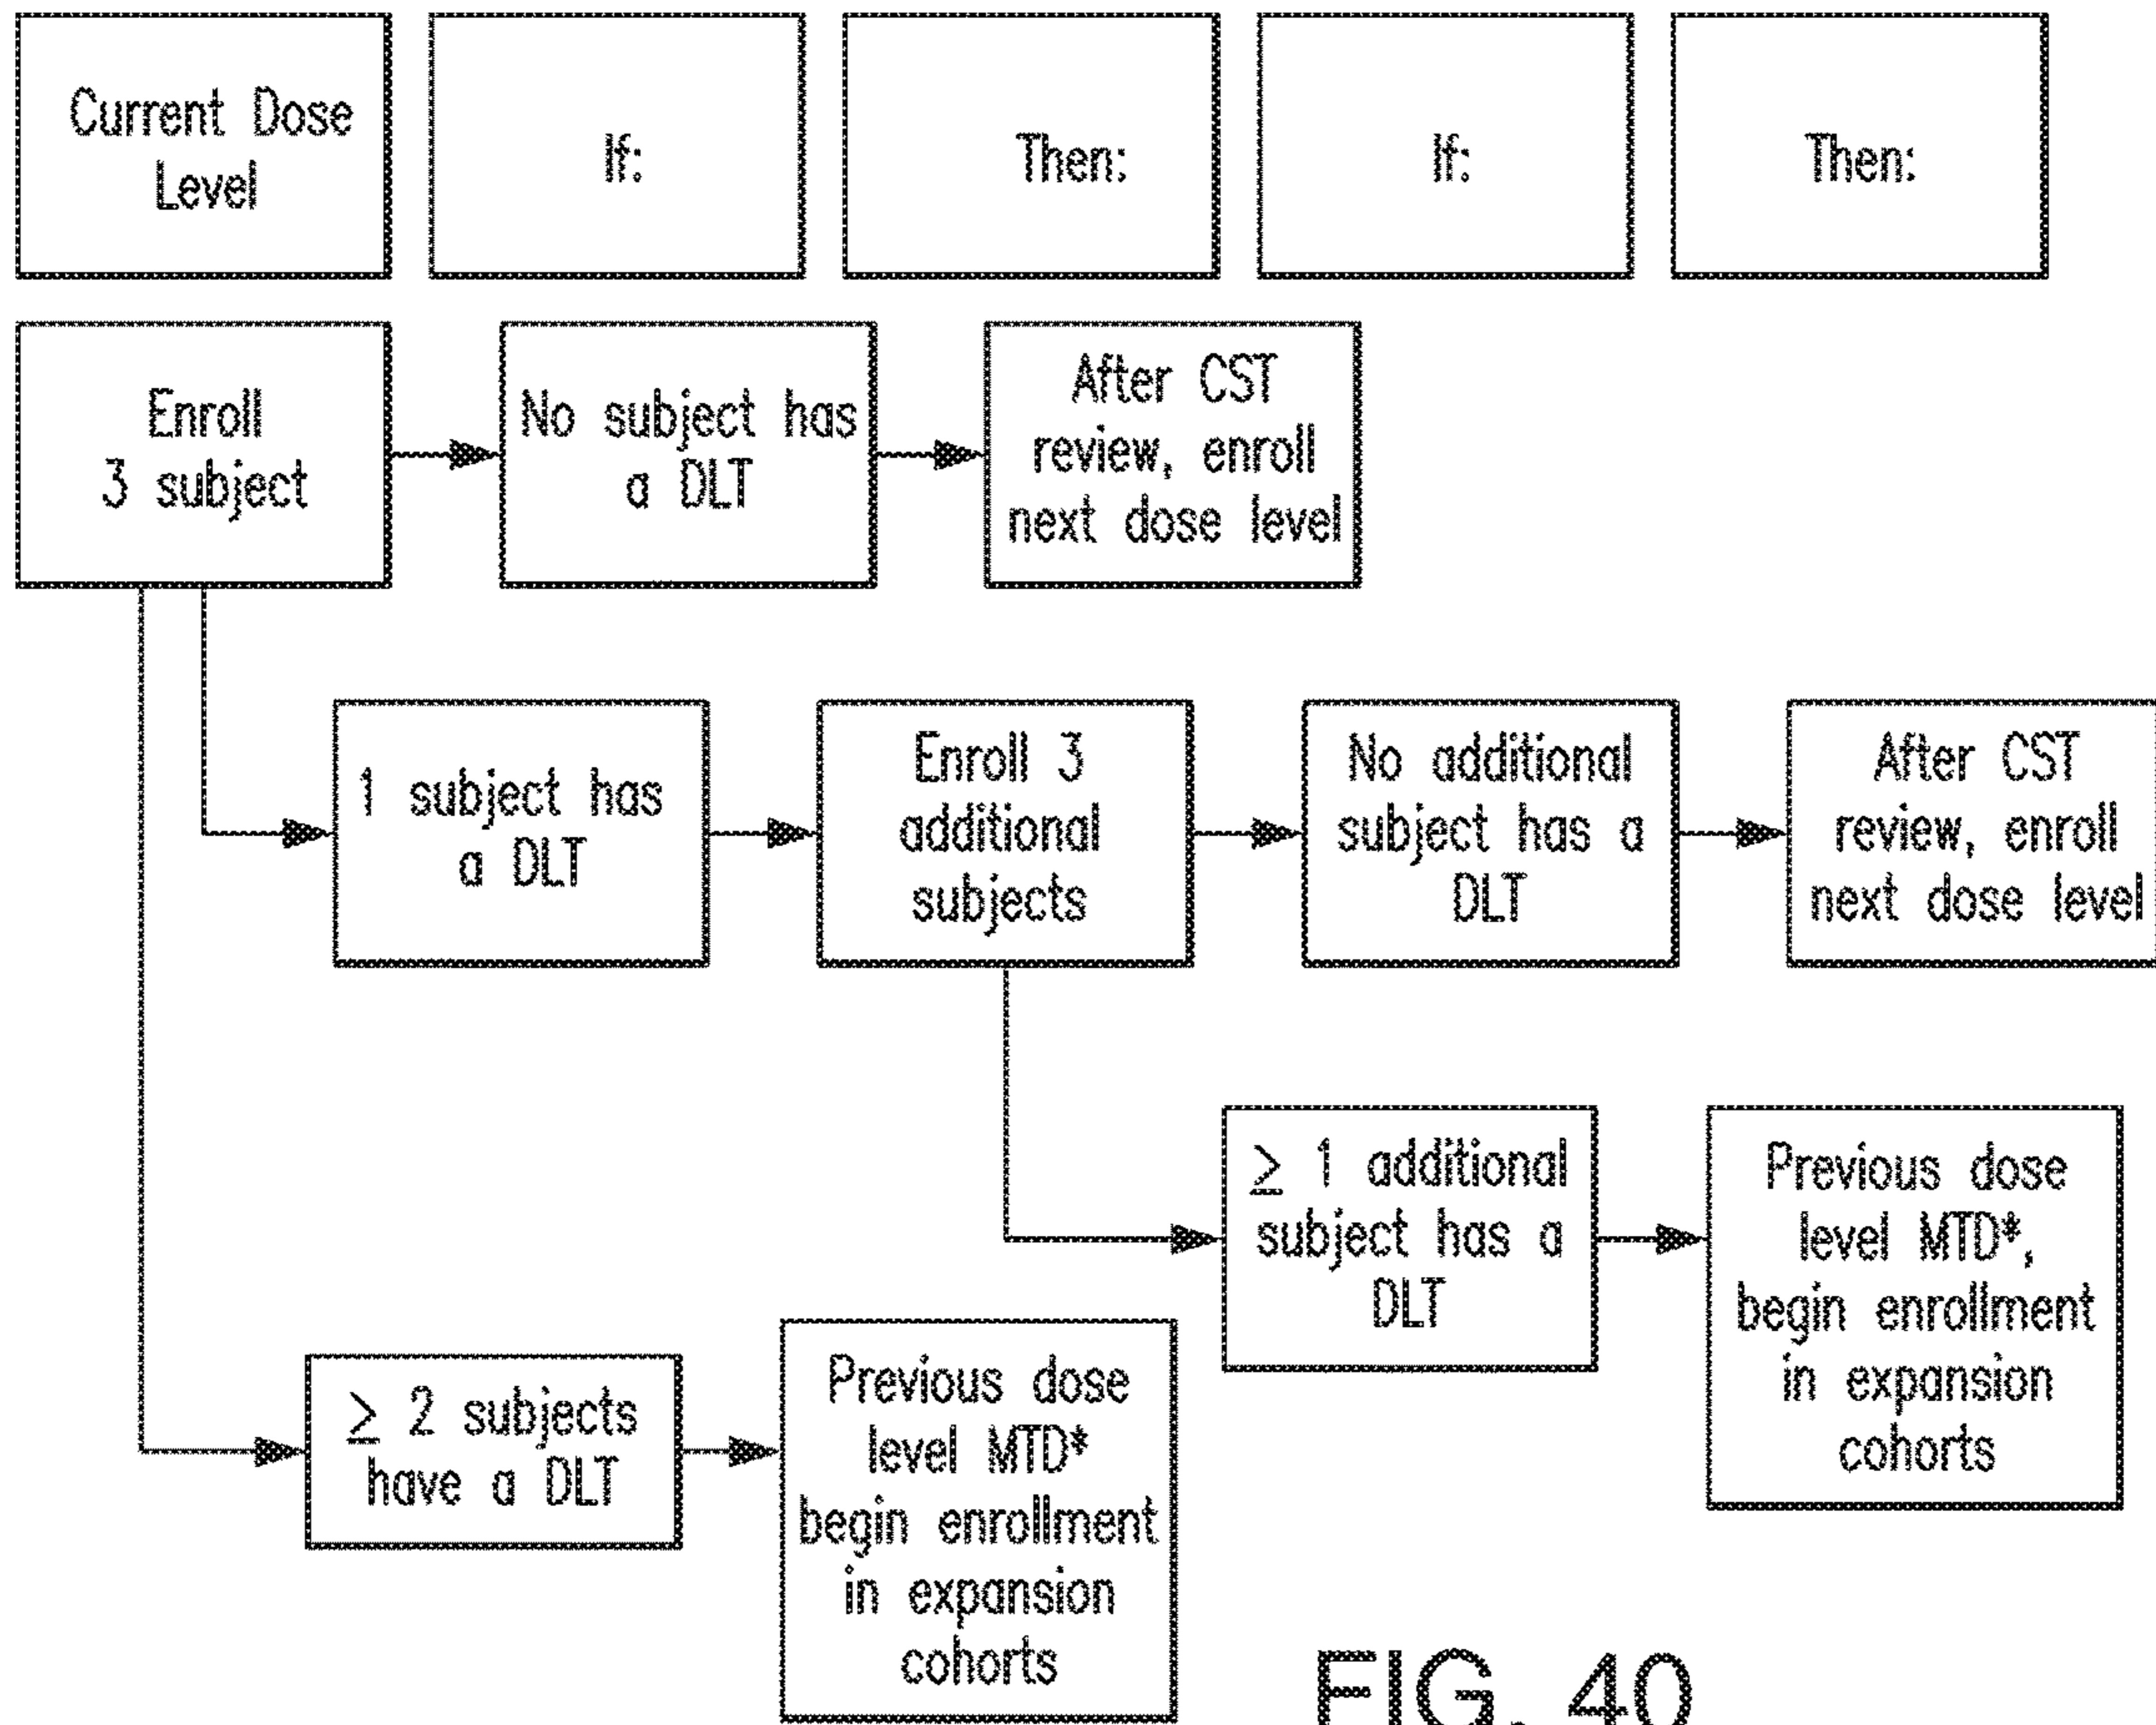 Current Dose
Level
If:
Then:
If:
Then:
Enroll
3 subject
No subject has
a DLT
After CST
review, enroll
next dose level
1 subject has
a DLT
Enroll 3
additional
subjects
No additional
subject has a
DLT
After CST
review, enroll
next dose level
≥ 1 additional
subject has a
DLT
Previous dose
level MTD*,
begin enrollment
in expansion
cohorts
≥ 2 subjects
have a DLT
Previous dose
level MTD*
begin enrollment
in expansion
cohorts
FIG. 40